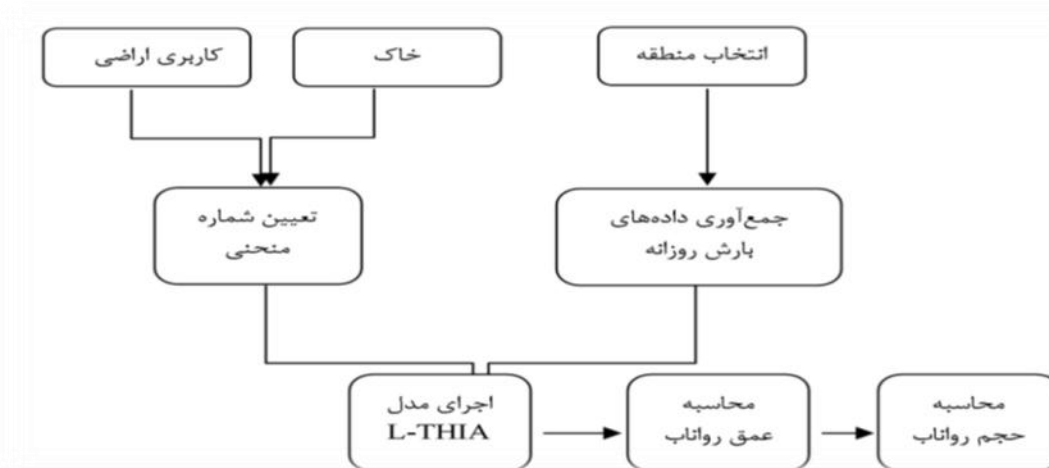 انتخاب منطقه
خاک
کاربری اراضی
جمع‌آوری داده‌های
بارش روزانه
تعیین شماره
منحنی
اجرای مدل
L-THIA
محاسبه
عمق رواناب
محاسبه
حجم رواناب